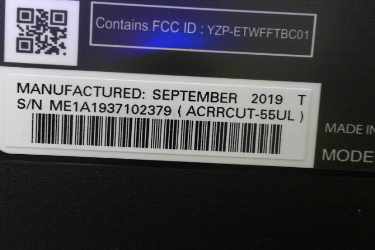 Contains FCC ID : YZP-ETWFFTBC01
MANUFACTURED: SEPTEMBER 2019 T
S/N ME1A1937102379 ( ACRRCUT-55UL )
MADE IN
MODE